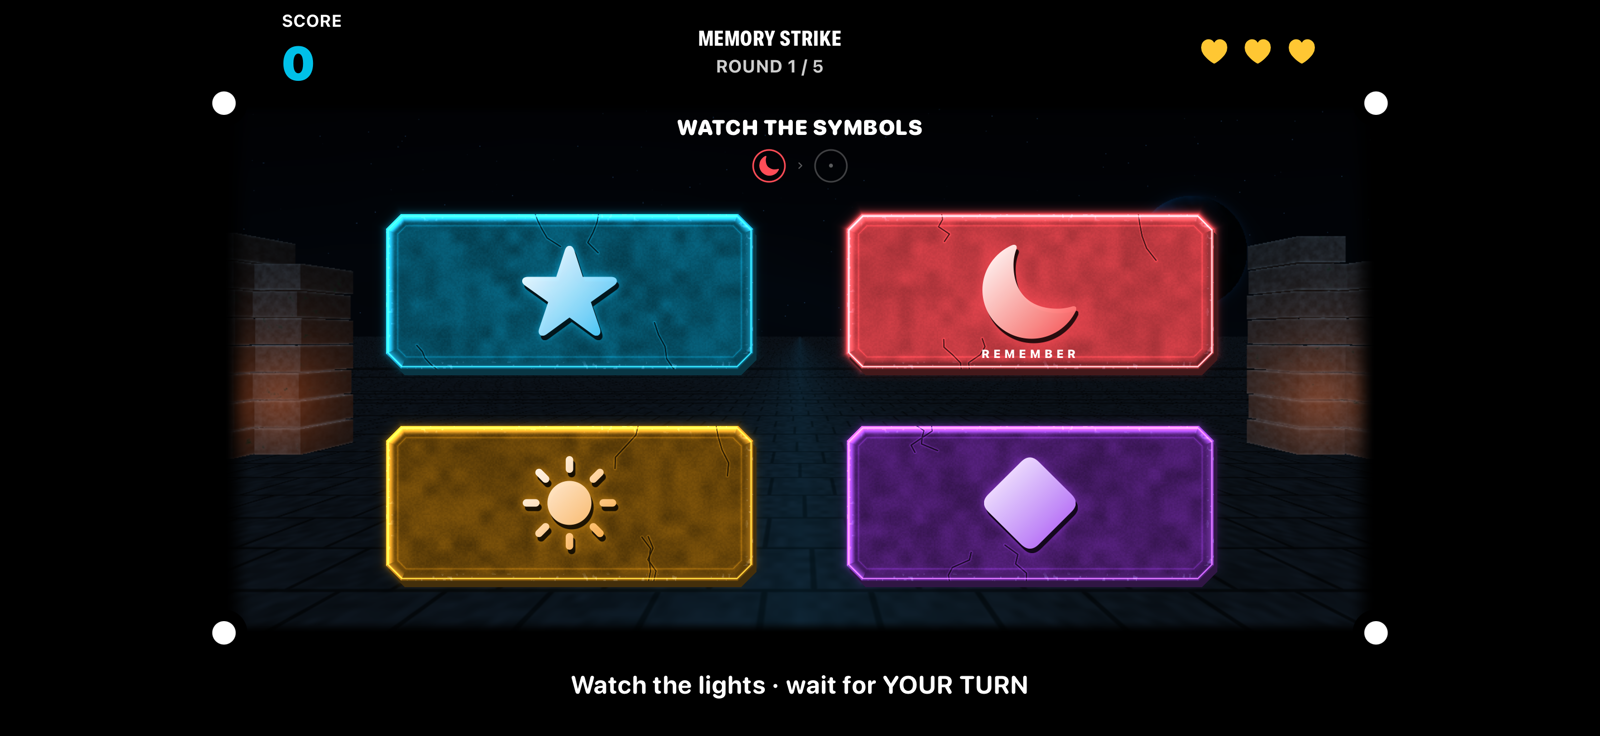 SCORE
0
MEMORY STRIKE
ROUND 1 / 5
WATCH THE SYMBOLS
REMEMBER
Watch the lights · wait for YOUR TURN